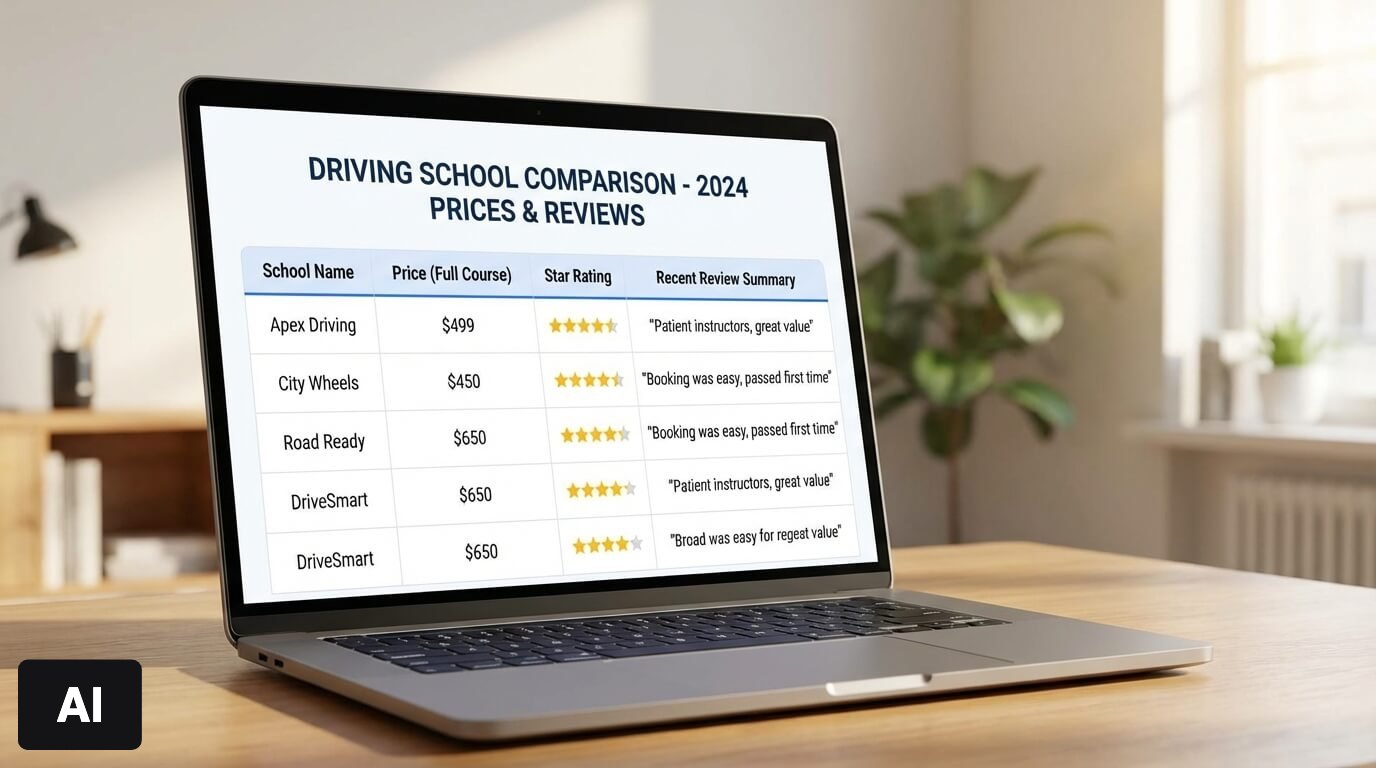 DRIVING SCHOOL COMPARISON - 2024
PRICES & REVIEWS
School Name Price (Full Course) Star Rating Recent Review Summary
Apex Driving $499 "Patient instructors, great value"
City Wheels $450 "Booking was easy, passed first time"
Road Ready $650 "Booking was easy, passed first time"
DriveSmart $650 "Patient instructors, great value"
DriveSmart $650 "Broad was easy for regeat value"
AI